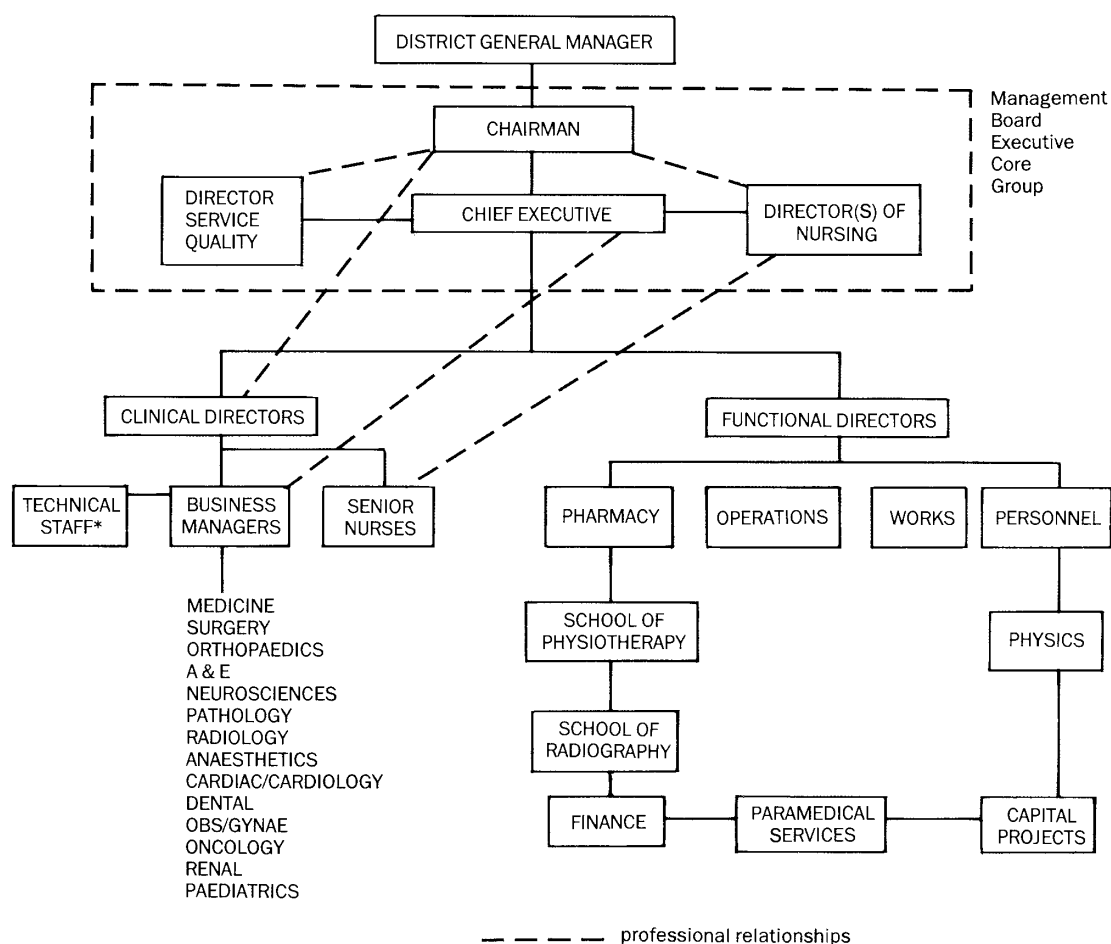 DISTRICT GENERAL MANAGER
Management
Board
Executive
Core
Group
CHAIRMAN
DIRECTOR
SERVICE
QUALITY
CHIEF EXECUTIVE
DIRECTOR(S) OF
NURSING
CLINICAL DIRECTORS
FUNCTIONAL DIRECTORS
TECHNICAL
STAFF*
BUSINESS
MANAGERS
SENIOR
NURSES
PHARMACY
OPERATIONS
WORKS
PERSONNEL
MEDICINE
SURGERY
ORTHOPAEDICS
A & E
NEUROSCIENCES
PATHOLOGY
RADIOLOGY
ANAESTHETICS
CARDIAC/CARDIOLOGY
DENTAL
OBS/GYNAE
ONCOLOGY
RENAL
PAEDIATRICS
SCHOOL OF
PHYSIOTHERAPY
PHYSICS
SCHOOL OF
RADIOGRAPHY
FINANCE
PARAMEDICAL
SERVICES
CAPITAL
PROJECTS
professional relationships